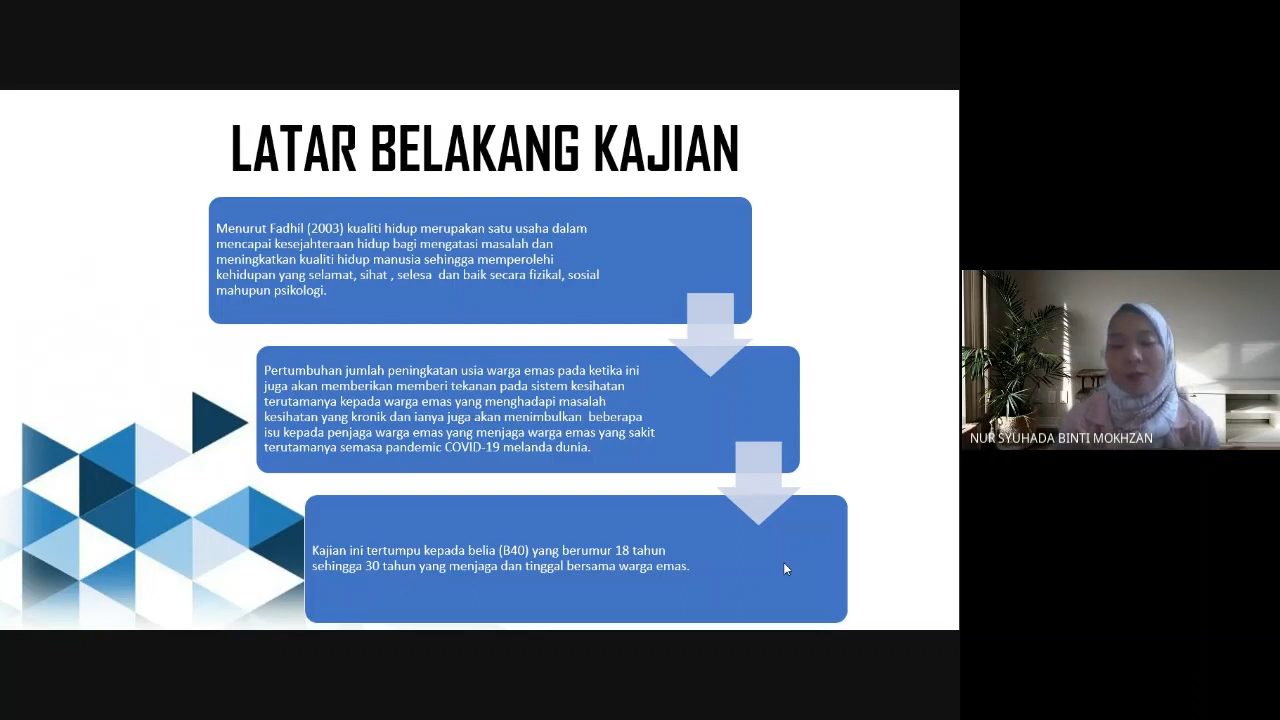 LATAR BELAKANG KAJIAN
Menurut Fadhil (2003) kualiti hidup merupakan satu usaha dalam
mencapai kesejahteraan hidup bagi mengatasi masalah dan
meningkatkan kualiti hidup manusia sehingga memperolehi
kehidupan yang selamat, sihat , selesa  dan baik secara fizikal, sosial
mahupun psikologi.
Pertumbuhan jumlah peningkatan usia warga emas pada ketika ini
juga akan memberikan memberi tekanan pada sistem kesihatan
terutamanya kepada warga emas yang menghadapi masalah
kesihatan yang kronik dan ianya juga akan menimbulkan  beberapa
isu kepada penjaga warga emas yang menjaga warga emas yang sakit
terutamanya semasa pandemic COVID-19 melanda dunia.
Kajian ini tertumpu kepada belia (B40) yang berumur 18 tahun
sehingga 30 tahun yang menjaga dan tinggal bersama warga emas.
NUR SYUHADA BINTI MOKHZAN